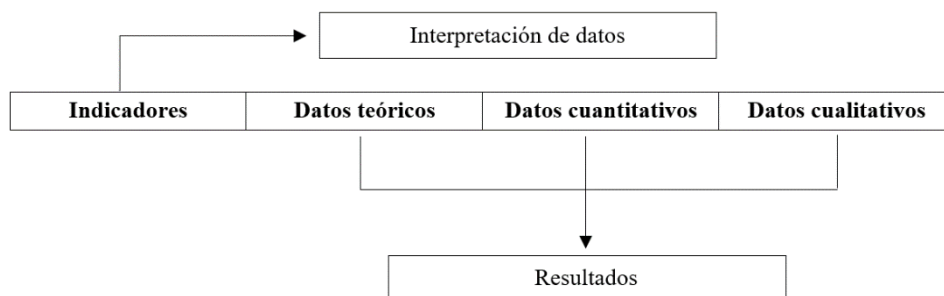 Interpretación de datos
Indicadores Datos teóricos Datos cuantitativos Datos cualitativos
Resultados